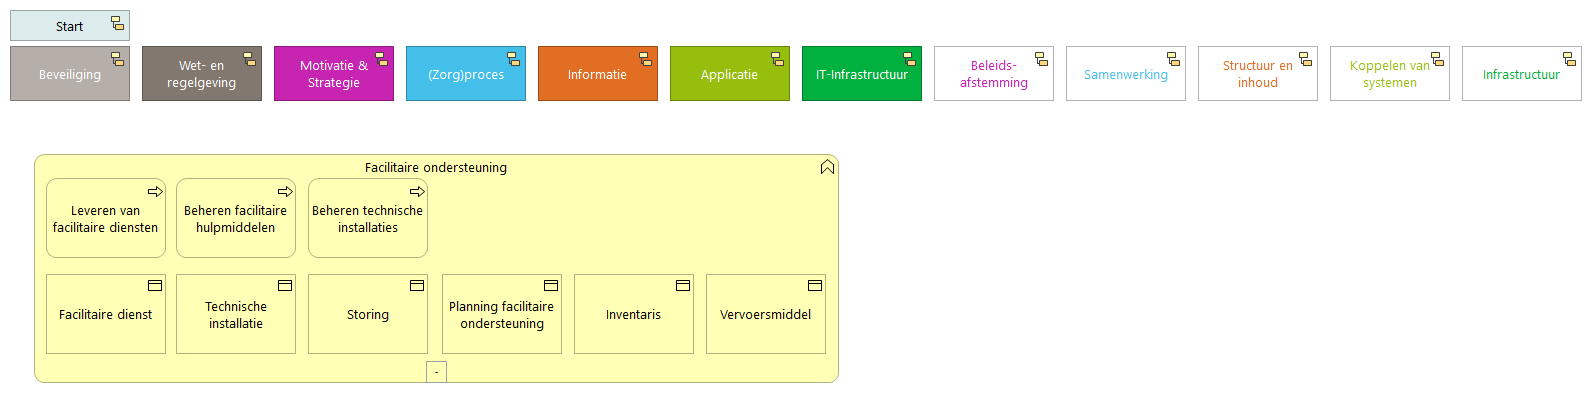 Start
Beveiliging
Wet- en
regelgeving
Motivatie &
Strategie
(Zorg)proces
Informatie
Applicatie
IT-Infrastructuur
Beleids-
afstemming
Samenwerking
Structuur en
inhoud
Koppelen van
systemen
Infrastructuur
Facilitaire ondersteuning
Leveren van
facilitaire diensten
Beheren facilitaire
hulpmiddelen
Beheren technische
installaties
Facilitaire dienst
Technische
installatie
Storing
Planning facilitaire
ondersteuning
Inventaris
Vervoersmiddel
-